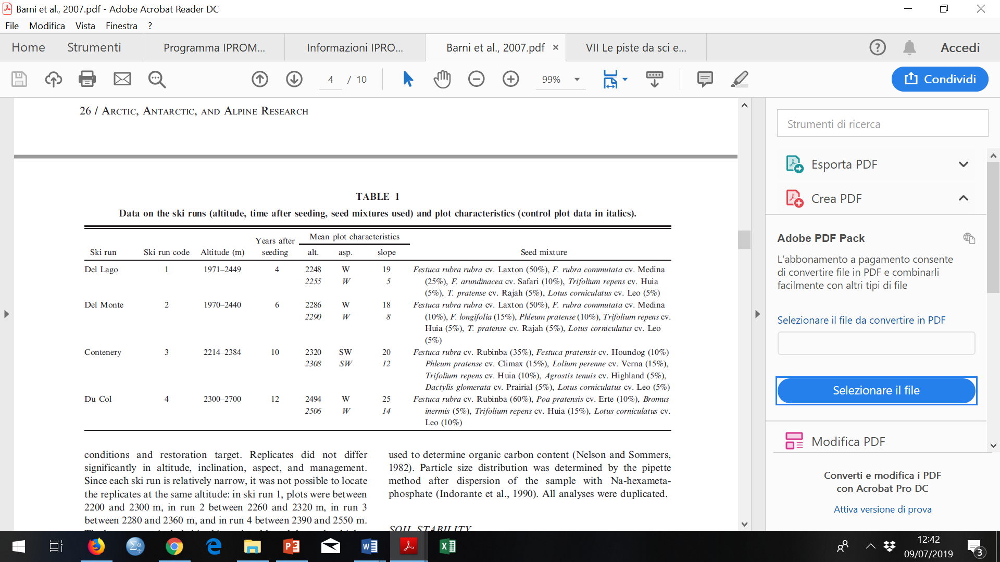 Barni et al., 2007.pdf - Adobe Acrobat Reader DC
File Modifica Vista Finestra ?
Home Strumenti Programma IPROM... Informazioni IPRO... Barni et al., 2007.pdf × VII Le piste da sci e... ? Accedi
4 / 10 99% Condividi
26 / ARCTIC, ANTARCTIC, AND ALPINE RESEARCH
TABLE 1
Data on the ski runs (altitude, time after seeding, seed mixtures used) and plot characteristics (control plot data in italics).
Years after Mean plot characteristics
Ski run Ski run code Altitude (m) seeding alt. asp. slope Seed mixture
Del Lago 1 1971–2449 4 2248 W 19 Festuca rubra rubra cv. Laxton (50%), F. rubra commutata cv. Medina
2255 W 5 (25%), F. arundinacea cv. Safari (10%), Trifolium repens cv. Huia
(5%), T. pratense cv. Rajah (5%), Lotus corniculatus cv. Leo (5%)
Del Monte 2 1970–2440 6 2286 W 18 Festuca rubra rubra cv. Laxton (50%), F. rubra commutata cv. Medina
2290 W 8 (10%), F. longifolia (15%), Phleum pratense (10%), Trifolium repens cv.
Huia (5%), T. pratense cv. Rajah (5%), Lotus corniculatus cv. Leo
(5%)
Contenery 3 2214–2384 10 2320 SW 20 Festuca rubra cv. Rubinba (35%), Festuca pratensis cv. Houndog (10%)
2308 SW 12 Phleum pratense cv. Climax (15%), Lolium perenne cv. Verna (15%),
Trifolium repens cv. Huia (10%), Agrostis tenuis cv. Highland (5%),
Dactylis glomerata cv. Prairial (5%), Lotus corniculatus cv. Leo (5%)
Du Col 4 2300–2700 12 2494 W 25 Festuca rubra cv. Rubinba (60%), Poa pratensis cv. Erte (10%), Bromus
2506 W 14 inermis (5%), Trifolium repens cv. Huia (15%), Lotus corniculatus cv.
Leo (10%)
conditions and restoration target. Replicates did not differ
significantly in altitude, inclination, aspect, and management.
Since each ski run is relatively narrow, it was not possible to locate
the replicates at the same altitude: in ski run 1, plots were between
2200 and 2300 m, in run 2 between 2260 and 2320 m, in run 3
between 2280 and 2360 m, and in run 4 between 2390 and 2550 m.
used to determine organic carbon content (Nelson and Sommers,
1982). Particle size distribution was determined by the pipette
method after dispersion of the sample with Na-hexameta-
phosphate (Indorante et al., 1990). All analyses were duplicated.
SOIL STABILITY
Strumenti di ricerca
Esporta PDF
Crea PDF
Adobe PDF Pack
L'abbonamento a pagamento consente
di convertire file in PDF e combinarli
facilmente con altri tipi di file
Selezionare il file da convertire in PDF
Selezionare il file
Modifica PDF
Converti e modifica i PDF
con Acrobat Pro DC
Attiva versione di prova
12:42
09/07/2019
3